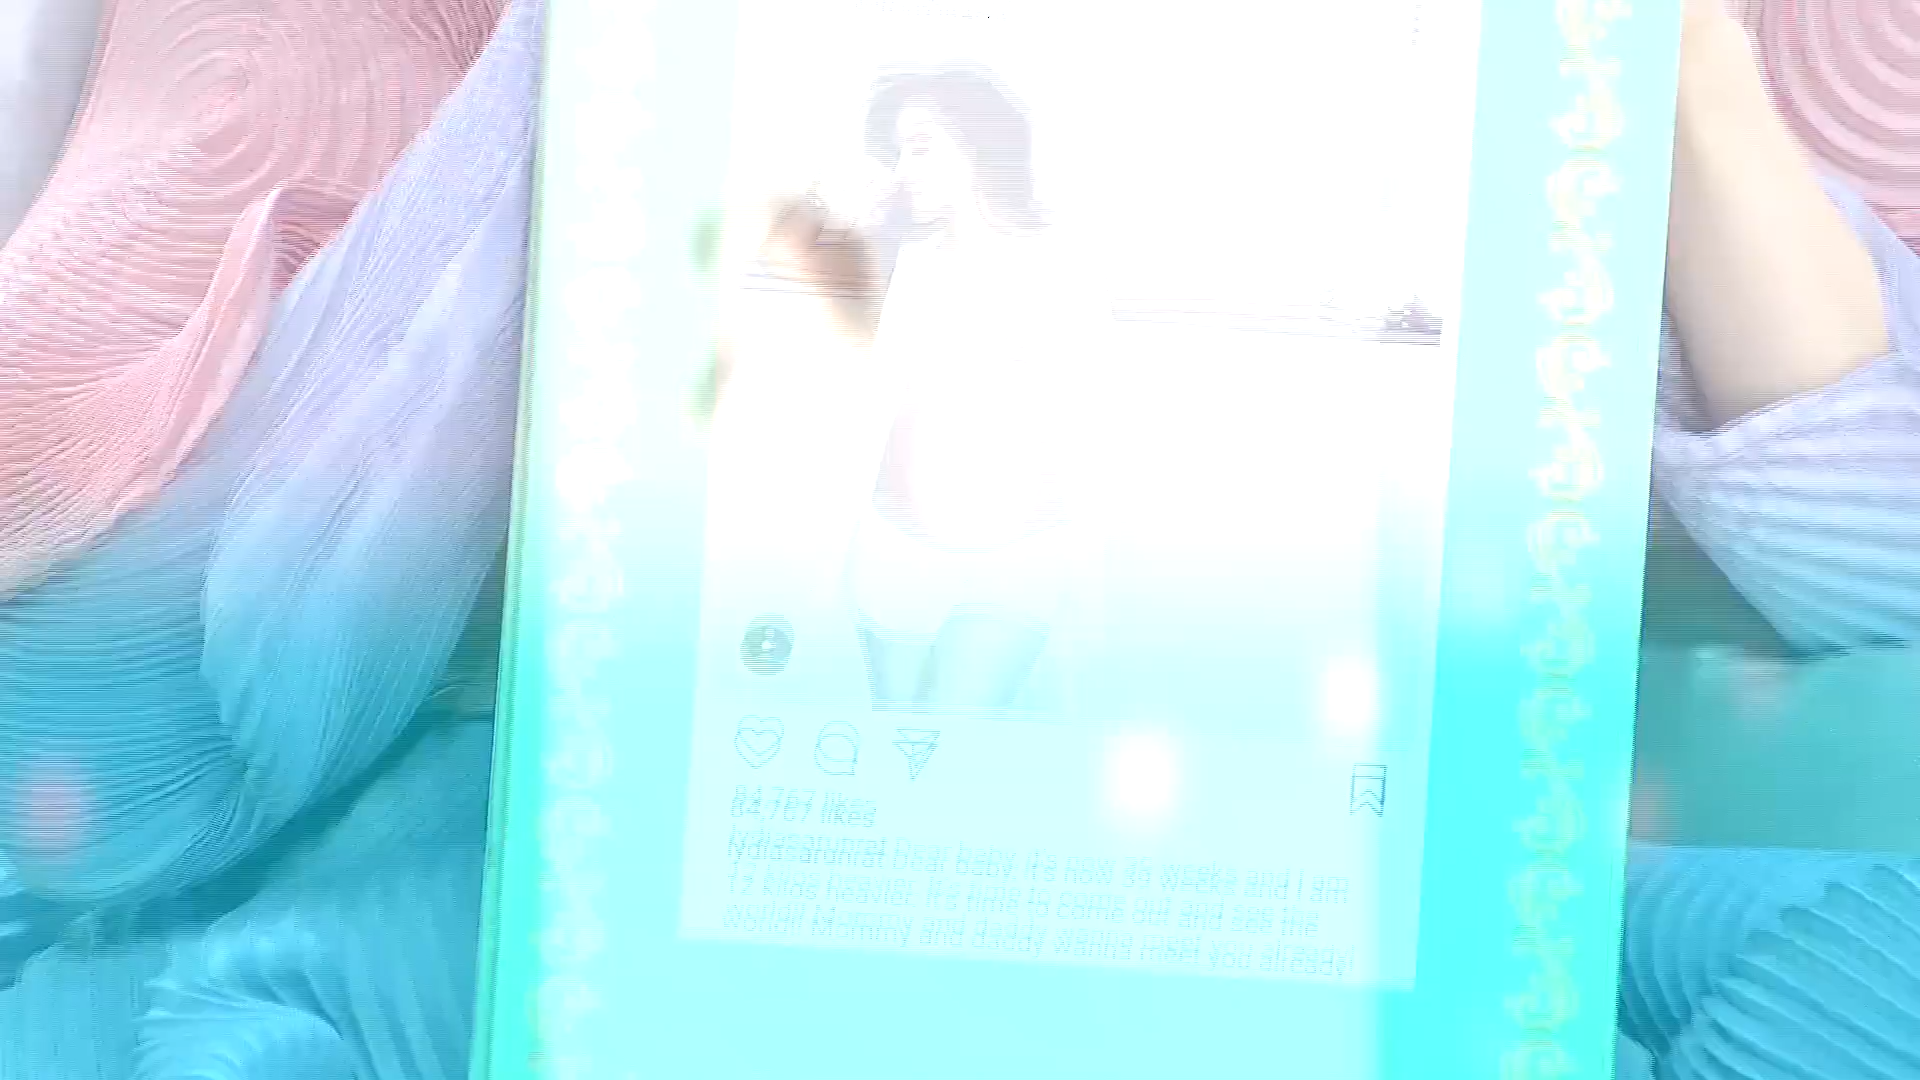 84,767 likes
lydiasarunrat Dear baby, it's now 39 weeks and I am
12 kilos heavier. It's time to come out and see the
world!! Mommy and daddy wanna meet you already!